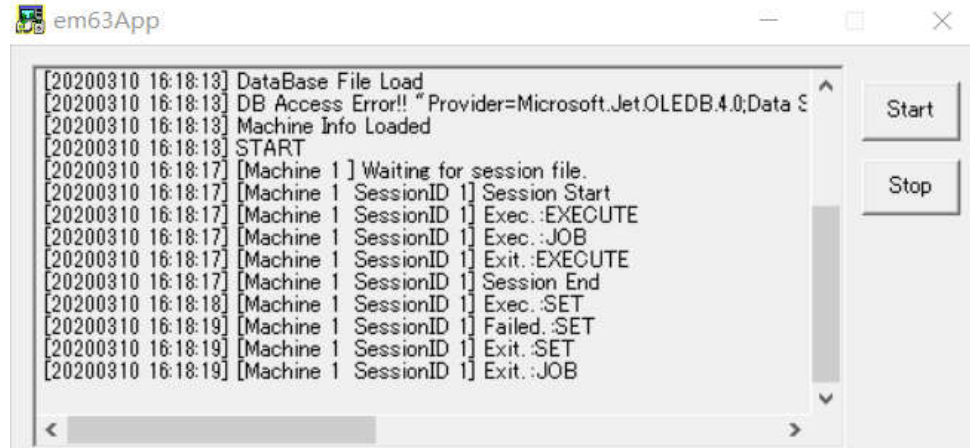 em63App
[20200310 16:18:13] DataBase File Load
[20200310 16:18:13] DB Access Error!! "Provider=Microsoft.Jet.OLEDB.4.0;Data S
[20200310 16:18:13] Machine Info Loaded
[20200310 16:18:13] START
[20200310 16:18:17] [Machine 1 ] Waiting for session file.
[20200310 16:18:17] [Machine 1 SessionID 1] Session Start
[20200310 16:18:17] [Machine 1 SessionID 1] Exec. :EXECUTE
[20200310 16:18:17] [Machine 1 SessionID 1] Exec. :JOB
[20200310 16:18:17] [Machine 1 SessionID 1] Exit. :EXECUTE
[20200310 16:18:17] [Machine 1 SessionID 1] Session End
[20200310 16:18:18] [Machine 1 SessionID 1] Exec. :SET
[20200310 16:18:19] [Machine 1 SessionID 1] Failed. :SET
[20200310 16:18:19] [Machine 1 SessionID 1] Exit. :SET
[20200310 16:18:19] [Machine 1 SessionID 1] Exit. :JOB
Start
Stop